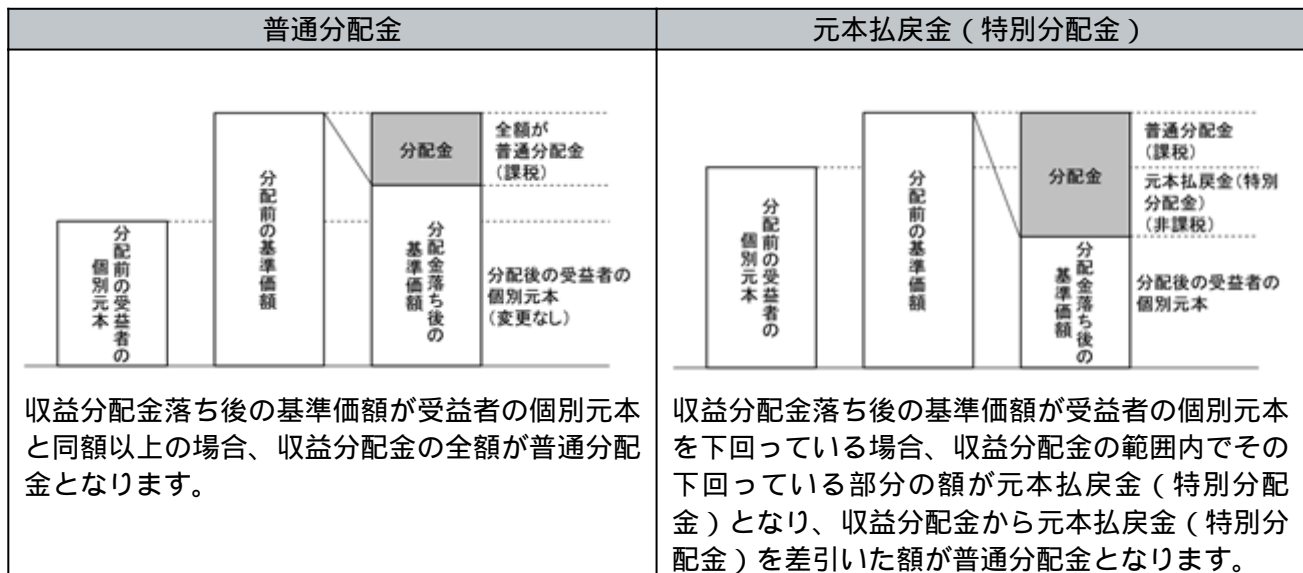 普通分配金
分配前の受益者の
個別元本
分配前の基準価額
分配金
分配金落ち後の
基準価額
全額が
普通分配金
(課税)
分配後の受益者の
個別元本
(変更なし)
収益分配金落ち後の基準価額が受益者の個別元本
と同額以上の場合、収益分配金の全額が普通分配
金となります。
元本払戻金(特別分配金)
分配前の受益者の
個別元本
分配前の基準価額
分配金
分配金落ち後の
基準価額
普通分配金
(課税)
元本払戻金(特別
分配金)
(非課税)
分配後の受益者の
個別元本
収益分配金落ち後の基準価額が受益者の個別元本
を下回っている場合、収益分配金の範囲内でその
下回っている部分の額が元本払戻金(特別分配
金)となり、収益分配金から元本払戻金(特別分
配金)を差引いた額が普通分配金となります。